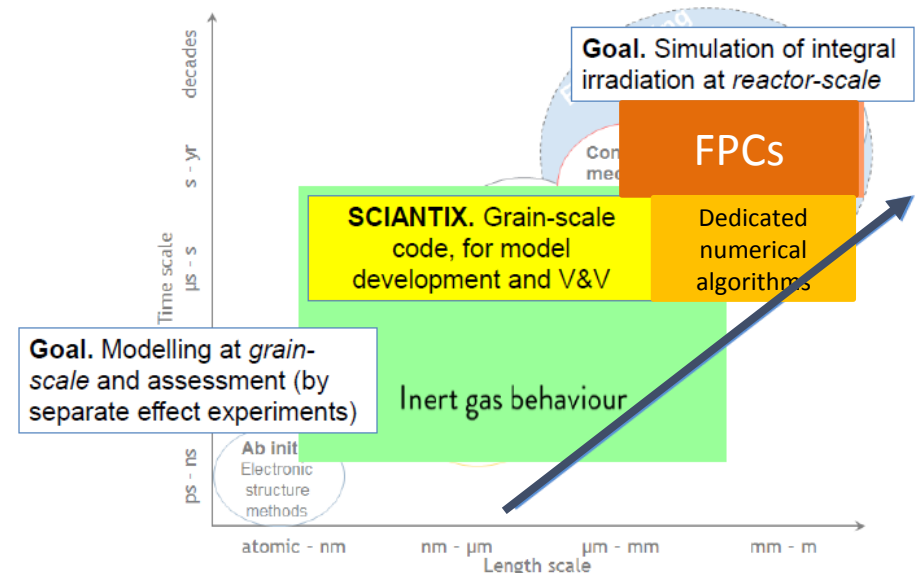 decades
s - yr
µs - s
ps - ns
Time scale
Goal. Simulation of integral
irradiation at reactor-scale
FPCs
SCIANTIX. Grain-scale
code, for model
development and V&V
Dedicated
numerical
algorithms
Goal. Modelling at grain-
scale and assessment (by
separate effect experiments)
Inert gas behaviour
Ab init
Electronic
structure
methods
atomic - nm
nm - µm
µm - mm
mm - m
Length scale